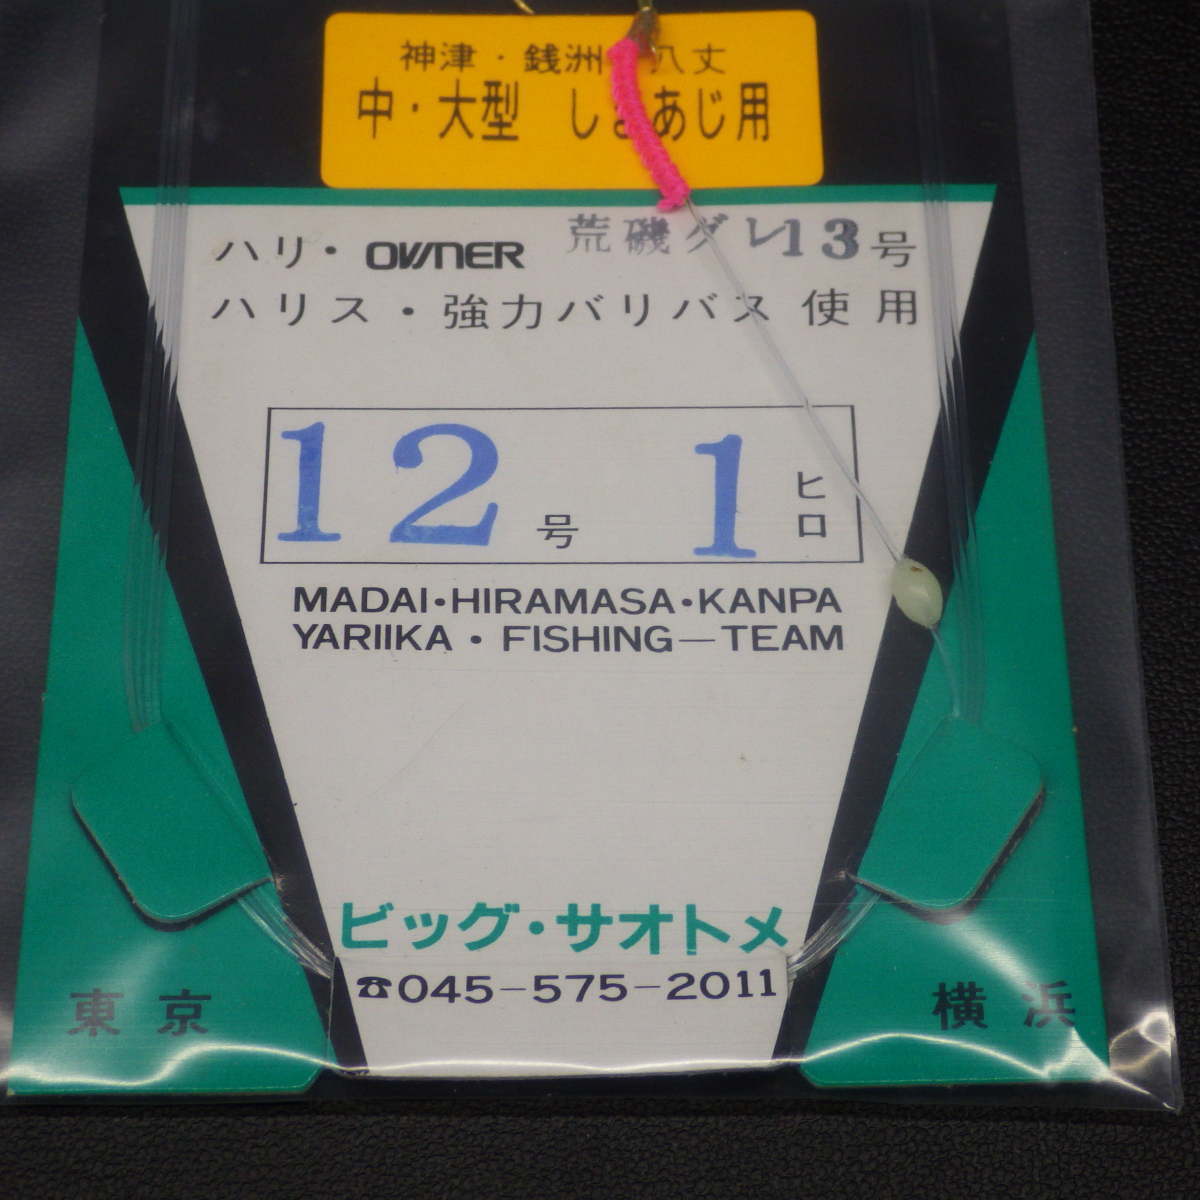 神津・銭洲 八丈
中・大型 しまあじ用
ハリ・OWNER 荒磯グレ13号
ハリス・強力バリバス使用
12号 1ヒロ
MADAI・HIRAMASA・KANPA
YARIIKA・FISHING—TEAM
ビッグ・サオトメ
☎045-575-2011
東京
横浜